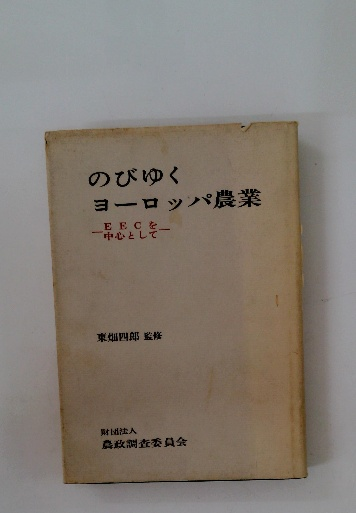 のびゆく
ヨーロッパ農業
―EECを
中心として―
東畑四郎 監修
財団法人
農政調査委員会